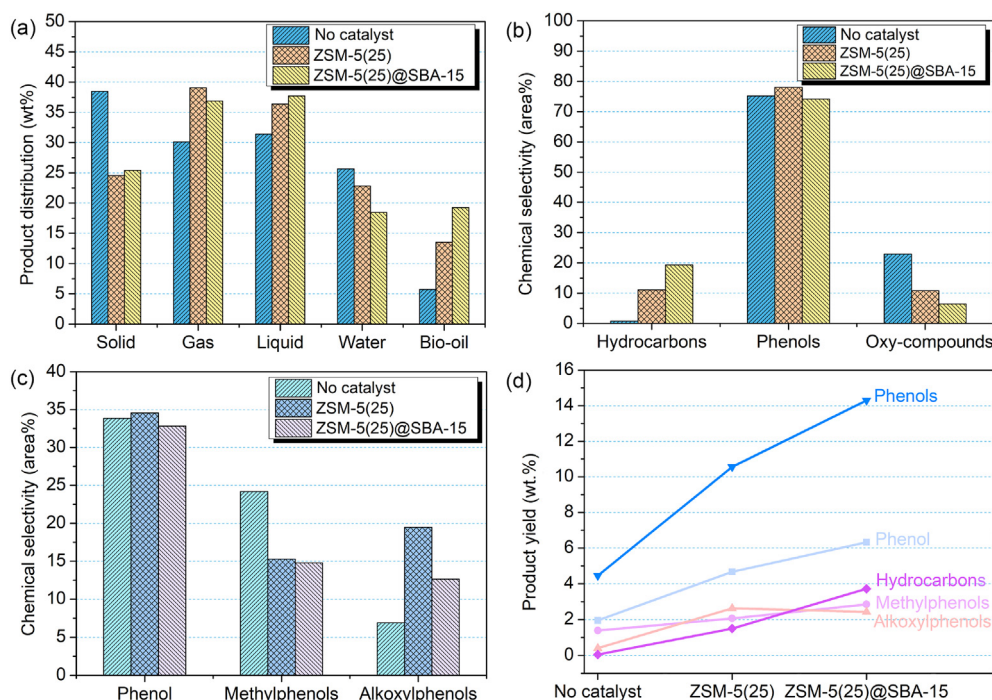 (a)
Product distribution (wt%)
50
45
40
35
30
25
20
15
10
5
0
No catalyst
ZSM-5(25)
ZSM-5(25)@SBA-15
Solid Gas Liquid Water Bio-oil
(b)
Chemical selectivity (area%)
100
90
80
70
60
50
40
30
20
10
0
No catalyst
ZSM-5(25)
ZSM-5(25)@SBA-15
Hydrocarbons Phenols Oxy-compounds
(c)
Chemical selectivity (area%)
40
35
30
25
20
15
10
5
0
No catalyst
ZSM-5(25)
ZSM-5(25)@SBA-15
Phenol Methylphenols Alkoxylphenols
(d)
Product yield (wt.%)
16
14
12
10
8
6
4
2
0
Phenols
Phenol
Hydrocarbons
Methylphenols
Alkoxylphenols
No catalyst ZSM-5(25) ZSM-5(25)@SBA-15